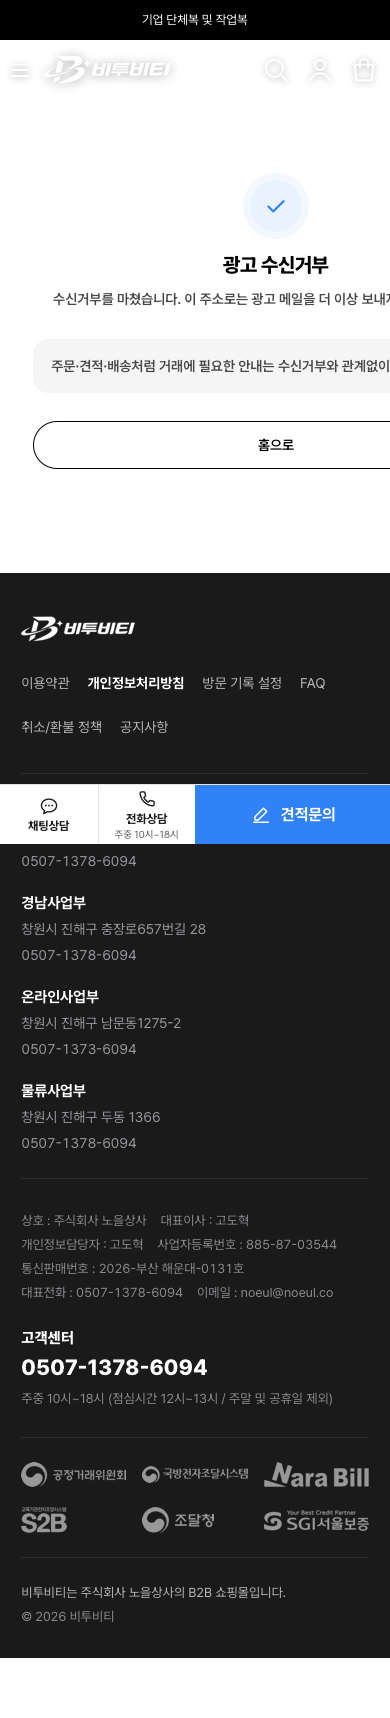 기업 단체복 및 작업복
비투비티
광고 수신거부
수신거부를 마쳤습니다. 이 주소로는 광고 메일을 더 이상 보내
주문·견적·배송처럼 거래에 필요한 안내는 수신거부와 관계없이
홈으로
비투비티
이용약관 개인정보처리방침 방문 기록 설정 FAQ
취소/환불 정책 공지사항
채팅상담
전화상담
주중 10시~18시
견적문의
0507-1378-6094
경남사업부
창원시 진해구 충장로657번길 28
0507-1378-6094
온라인사업부
창원시 진해구 남문동1275-2
0507-1373-6094
물류사업부
창원시 진해구 두동 1366
0507-1378-6094
상호 : 주식회사 노을상사 대표이사 : 고도혁
개인정보담당자 : 고도혁 사업자등록번호 : 885-87-03544
통신판매번호 : 2026-부산 해운대-0131호
대표전화 : 0507-1378-6094 이메일 : noeul@noeul.co
고객센터
0507-1378-6094
주중 10시~18시 (점심시간 12시~13시 / 주말 및 공휴일 제외)
공정거래위원회 국방전자조달시스템 Nara Bill
S2B 조달청 Your Best Credit Partner
SGI서울보증
비투비티는 주식회사 노을상사의 B2B 쇼핑몰입니다.
© 2026 비투비티